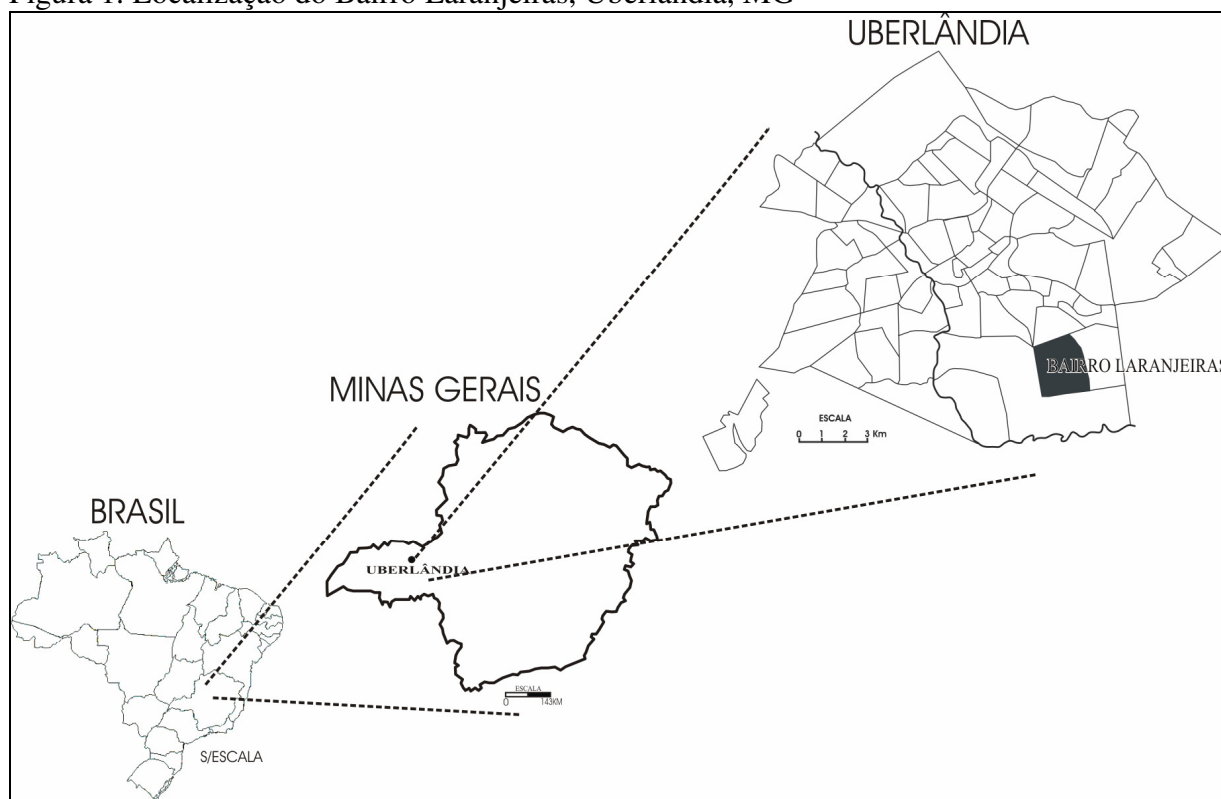 Figura 1: Localização do Bairro Laranjeiras, Uberlândia, MG
UBERLÂNDIA
BAIRRO LARANJEIRAS
ESCALA
0 1 2 3 Km
MINAS GERAIS
UBERLÂNDIA
ESCALA
0 143KM
BRASIL
S/ESCALA